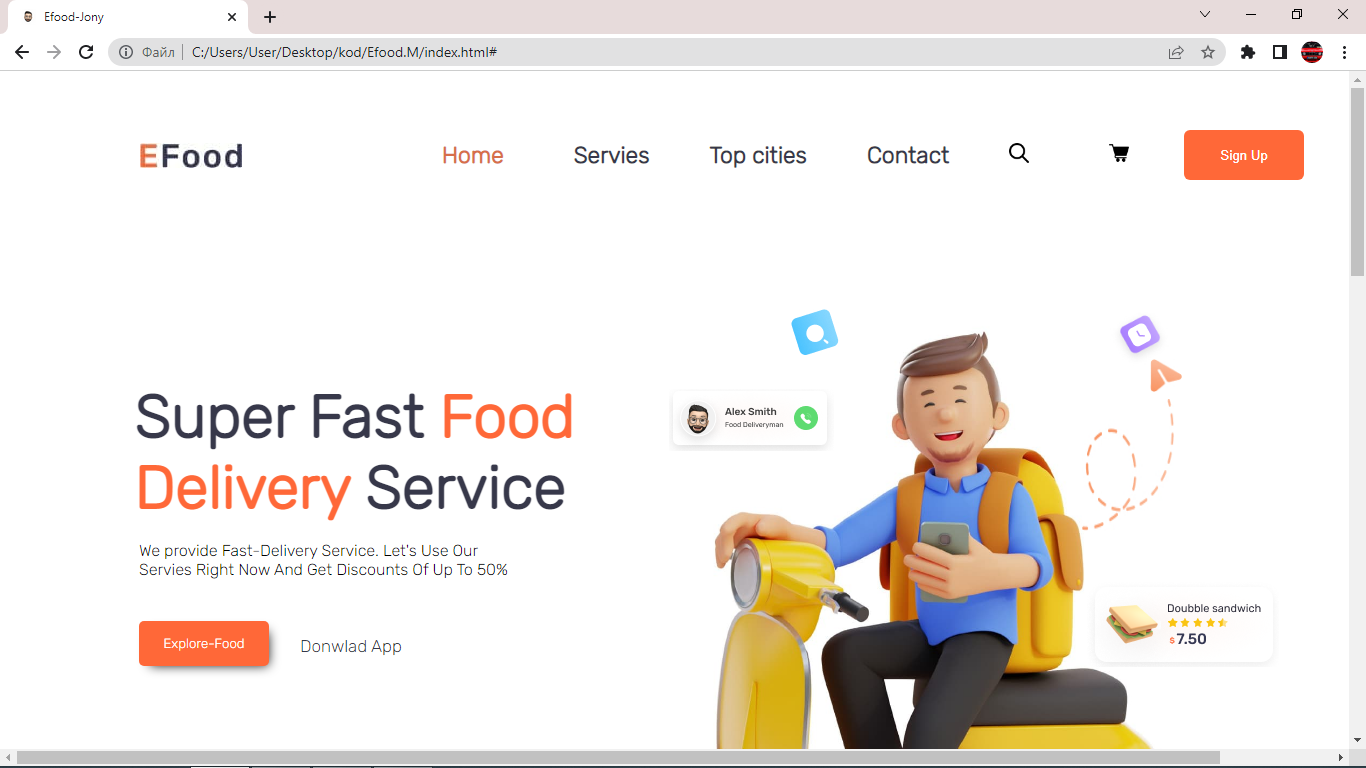 Efood-Jony
Файл C:/Users/User/Desktop/kod/Efood.M/index.html#
EFood Home Servies Top cities Contact Sign Up
Super Fast Food
Delivery Service
We provide Fast-Delivery Service. Let's Use Our
Servies Right Now And Get Discounts Of Up To 50%
Explore-Food Donwlad App
Alex Smith
Food Deliveryman
Doubble sandwich
$7.50